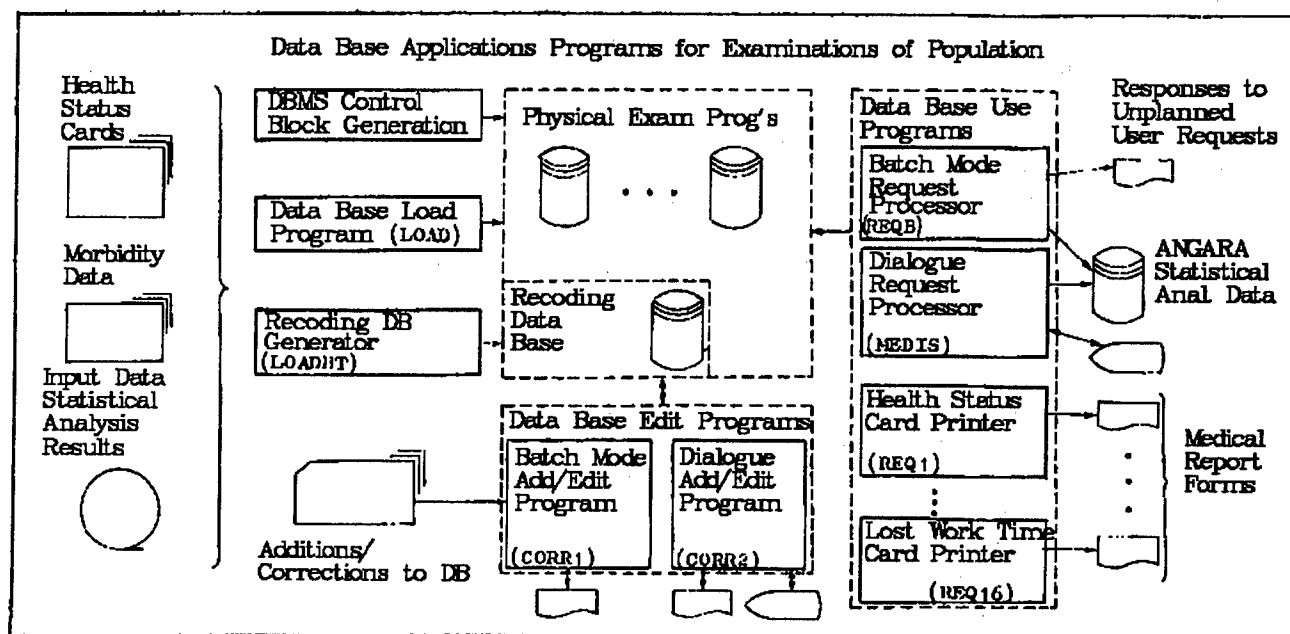 Data Base Applications Programs for Examinations of Population
Health
Status
Cards
Morbidity
Data
Input Data
Statistical
Analysis
Results
DBMS Control
Block Generation
Data Base Load
Program (LOAD)
Recoding DB
Generator
(LOADHT)
Physical Exam Prog's
. . .
Recoding
Data
Base
Additions/
Corrections to DB
Data Base Edit Programs
Batch Mode
Add/Edit
Program
(CORR1)
Dialogue
Add/Edit
Program
(CORR2)
Data Base Use
Programs
Batch Mode
Request
Processor
(REQB)
Dialogue
Request
Processor
(MEDIS)
Health Status
Card Printer
(REQ1)
Lost Work Time
Card Printer
(REQ16)
Responses to
Unplanned
User Requests
ANGARA
Statistical
Anal Data
Medical
Report
Forms